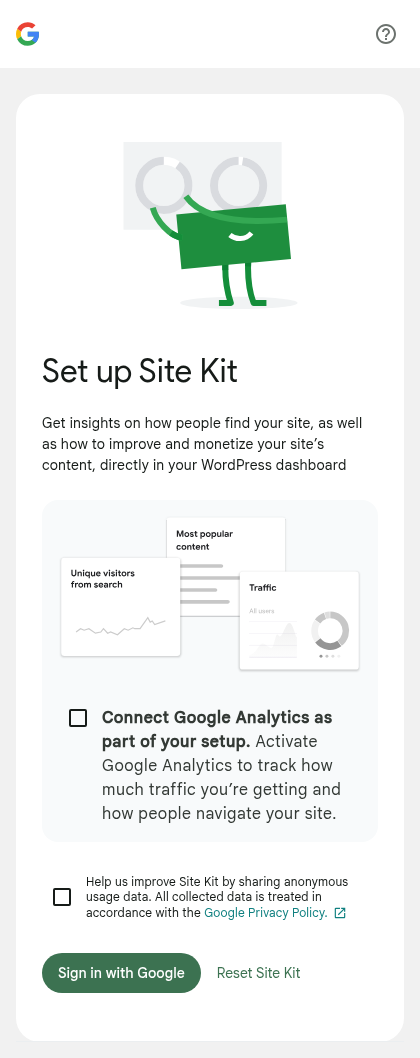 Set up Site Kit
Get insights on how people find your site, as well
as how to improve and monetize your site's
content, directly in your WordPress dashboard
Most popular
content
Unique visitors
from search
Traffic
All users
Connect Google Analytics as
part of your setup. Activate
Google Analytics to track how
much traffic you're getting and
how people navigate your site.
Help us improve Site Kit by sharing anonymous
usage data. All collected data is treated in
accordance with the Google Privacy Policy.
Sign in with Google
Reset Site Kit